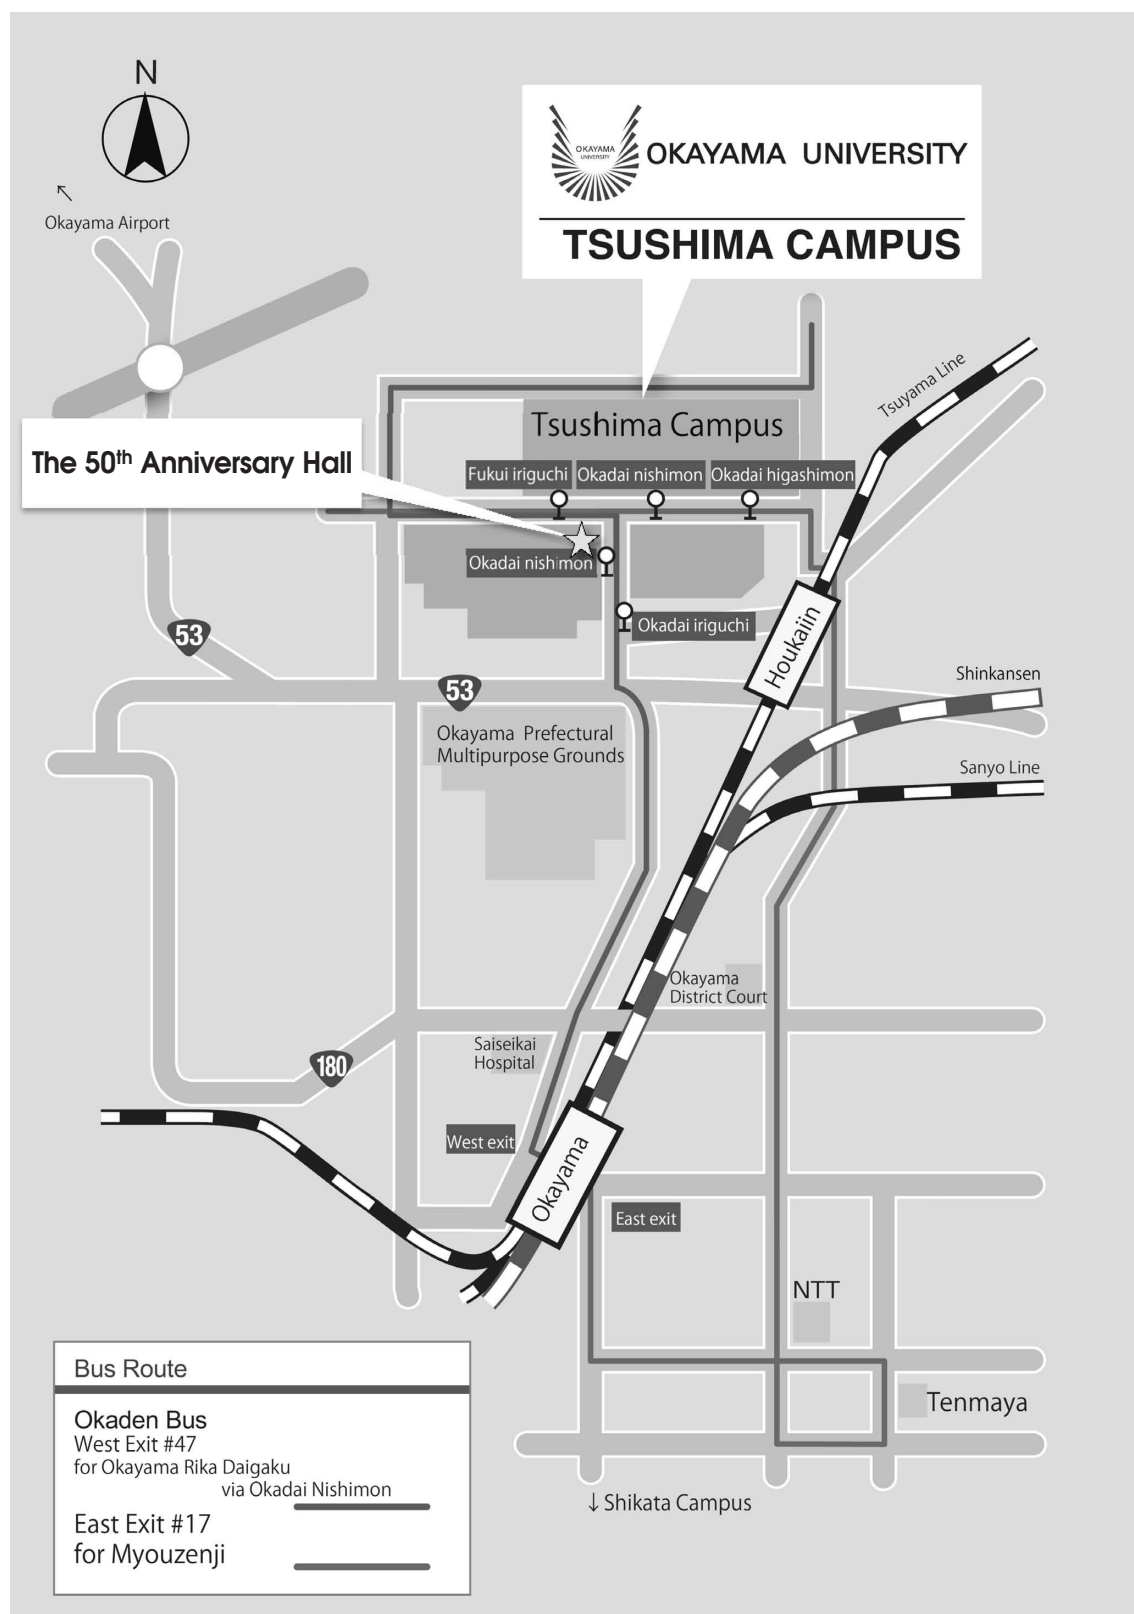 N
Okayama Airport
OKAYAMA
UNIVERSITY
OKAYAMA UNIVERSITY
TSUSHIMA CAMPUS
Tsuyama Line
Tsushima Campus
The 50th Anniversary Hall
Fukui iriguchi
Okadai nishimon
Okadai higashimon
Okadai nishimon
Okadai iriguchi
Houkaiin
53
53
Shinkansen
Okayama Prefectural
Multipurpose Grounds
Sanyo Line
Okayama
District Court
Saiseikai
Hospital
180
West exit
Okayama
East exit
NTT
Tenmaya
↓ Shikata Campus
Bus Route
Okaden Bus
West Exit #47
for Okayama Rika Daigaku
via Okadai Nishimon
East Exit #17
for Myouzenji